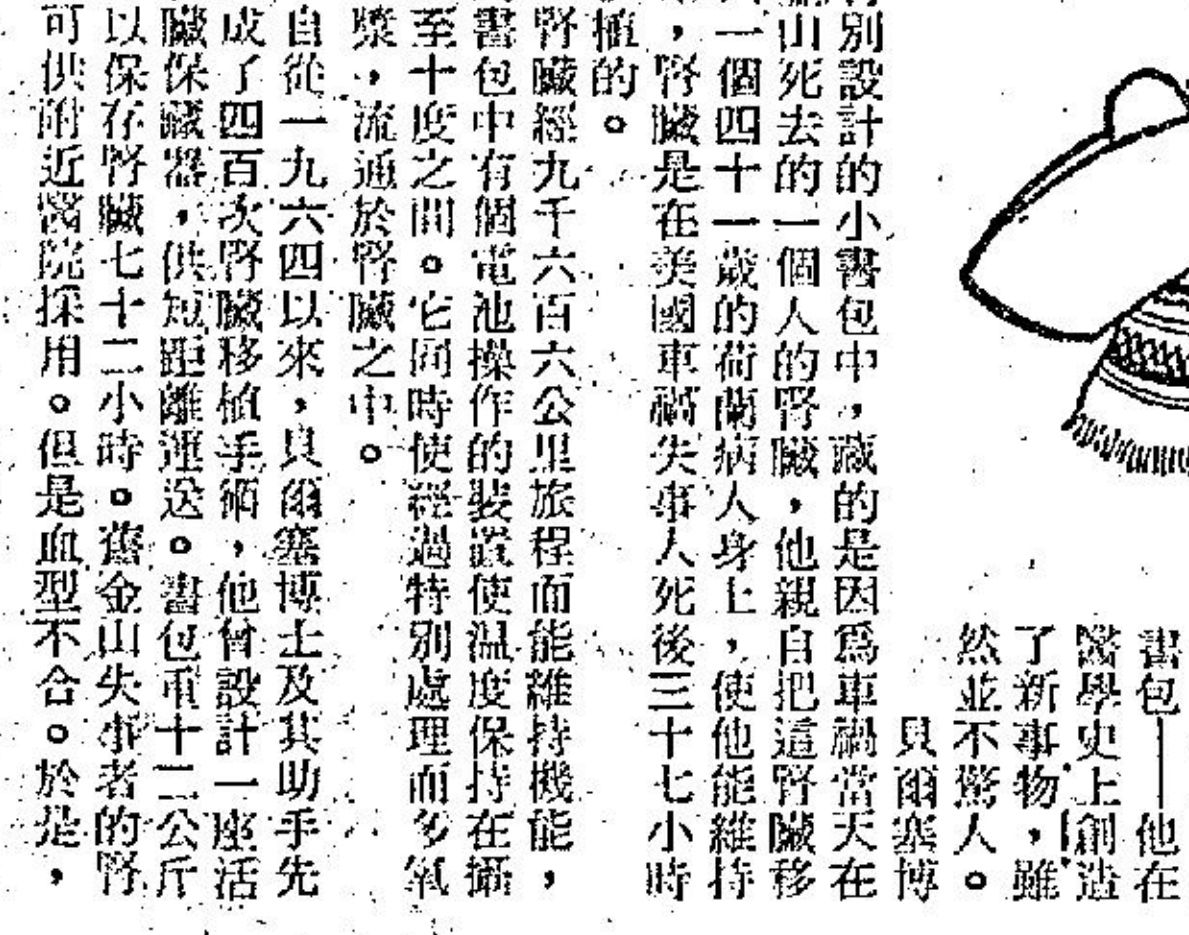 書包——他在
醫學史上創造
了新事物，雖
然並不驚人。
貝爾塞博
別設計的小書包中，藏的是因爲車禍當天在
山死去的一個人的腎臟，他親自把這腎臟移
一個四十一歲的荷蘭病人身上，使他能維持
，腎臟是在美國車禍失事人死後三十七小時
植的。
腎臟經九千六百六公里旅程而能維持機能，
書包中有個電池操作的裝置使温度保持在攝
至十度之間。它同時使經過特別處理而多氧
漿，流通於腎臟之中。
自從一九六四以來，貝爾塞博士及其助手先
成了四百次腎臟移植手術，他曾設計一座活
臟保藏器，供短距離運送。書包重十二公斤
以保存腎臟七十二小時。舊金山失事者的腎
可供附近醫院採用。但是血型不合。於是，